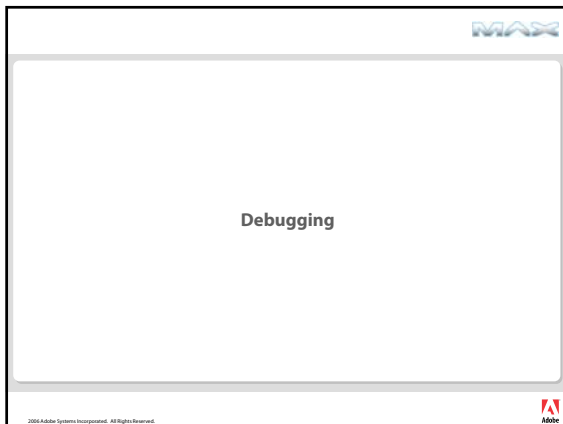 MAX
Debugging
2006 Adobe Systems Incorporated. All Rights Reserved.
Adobe